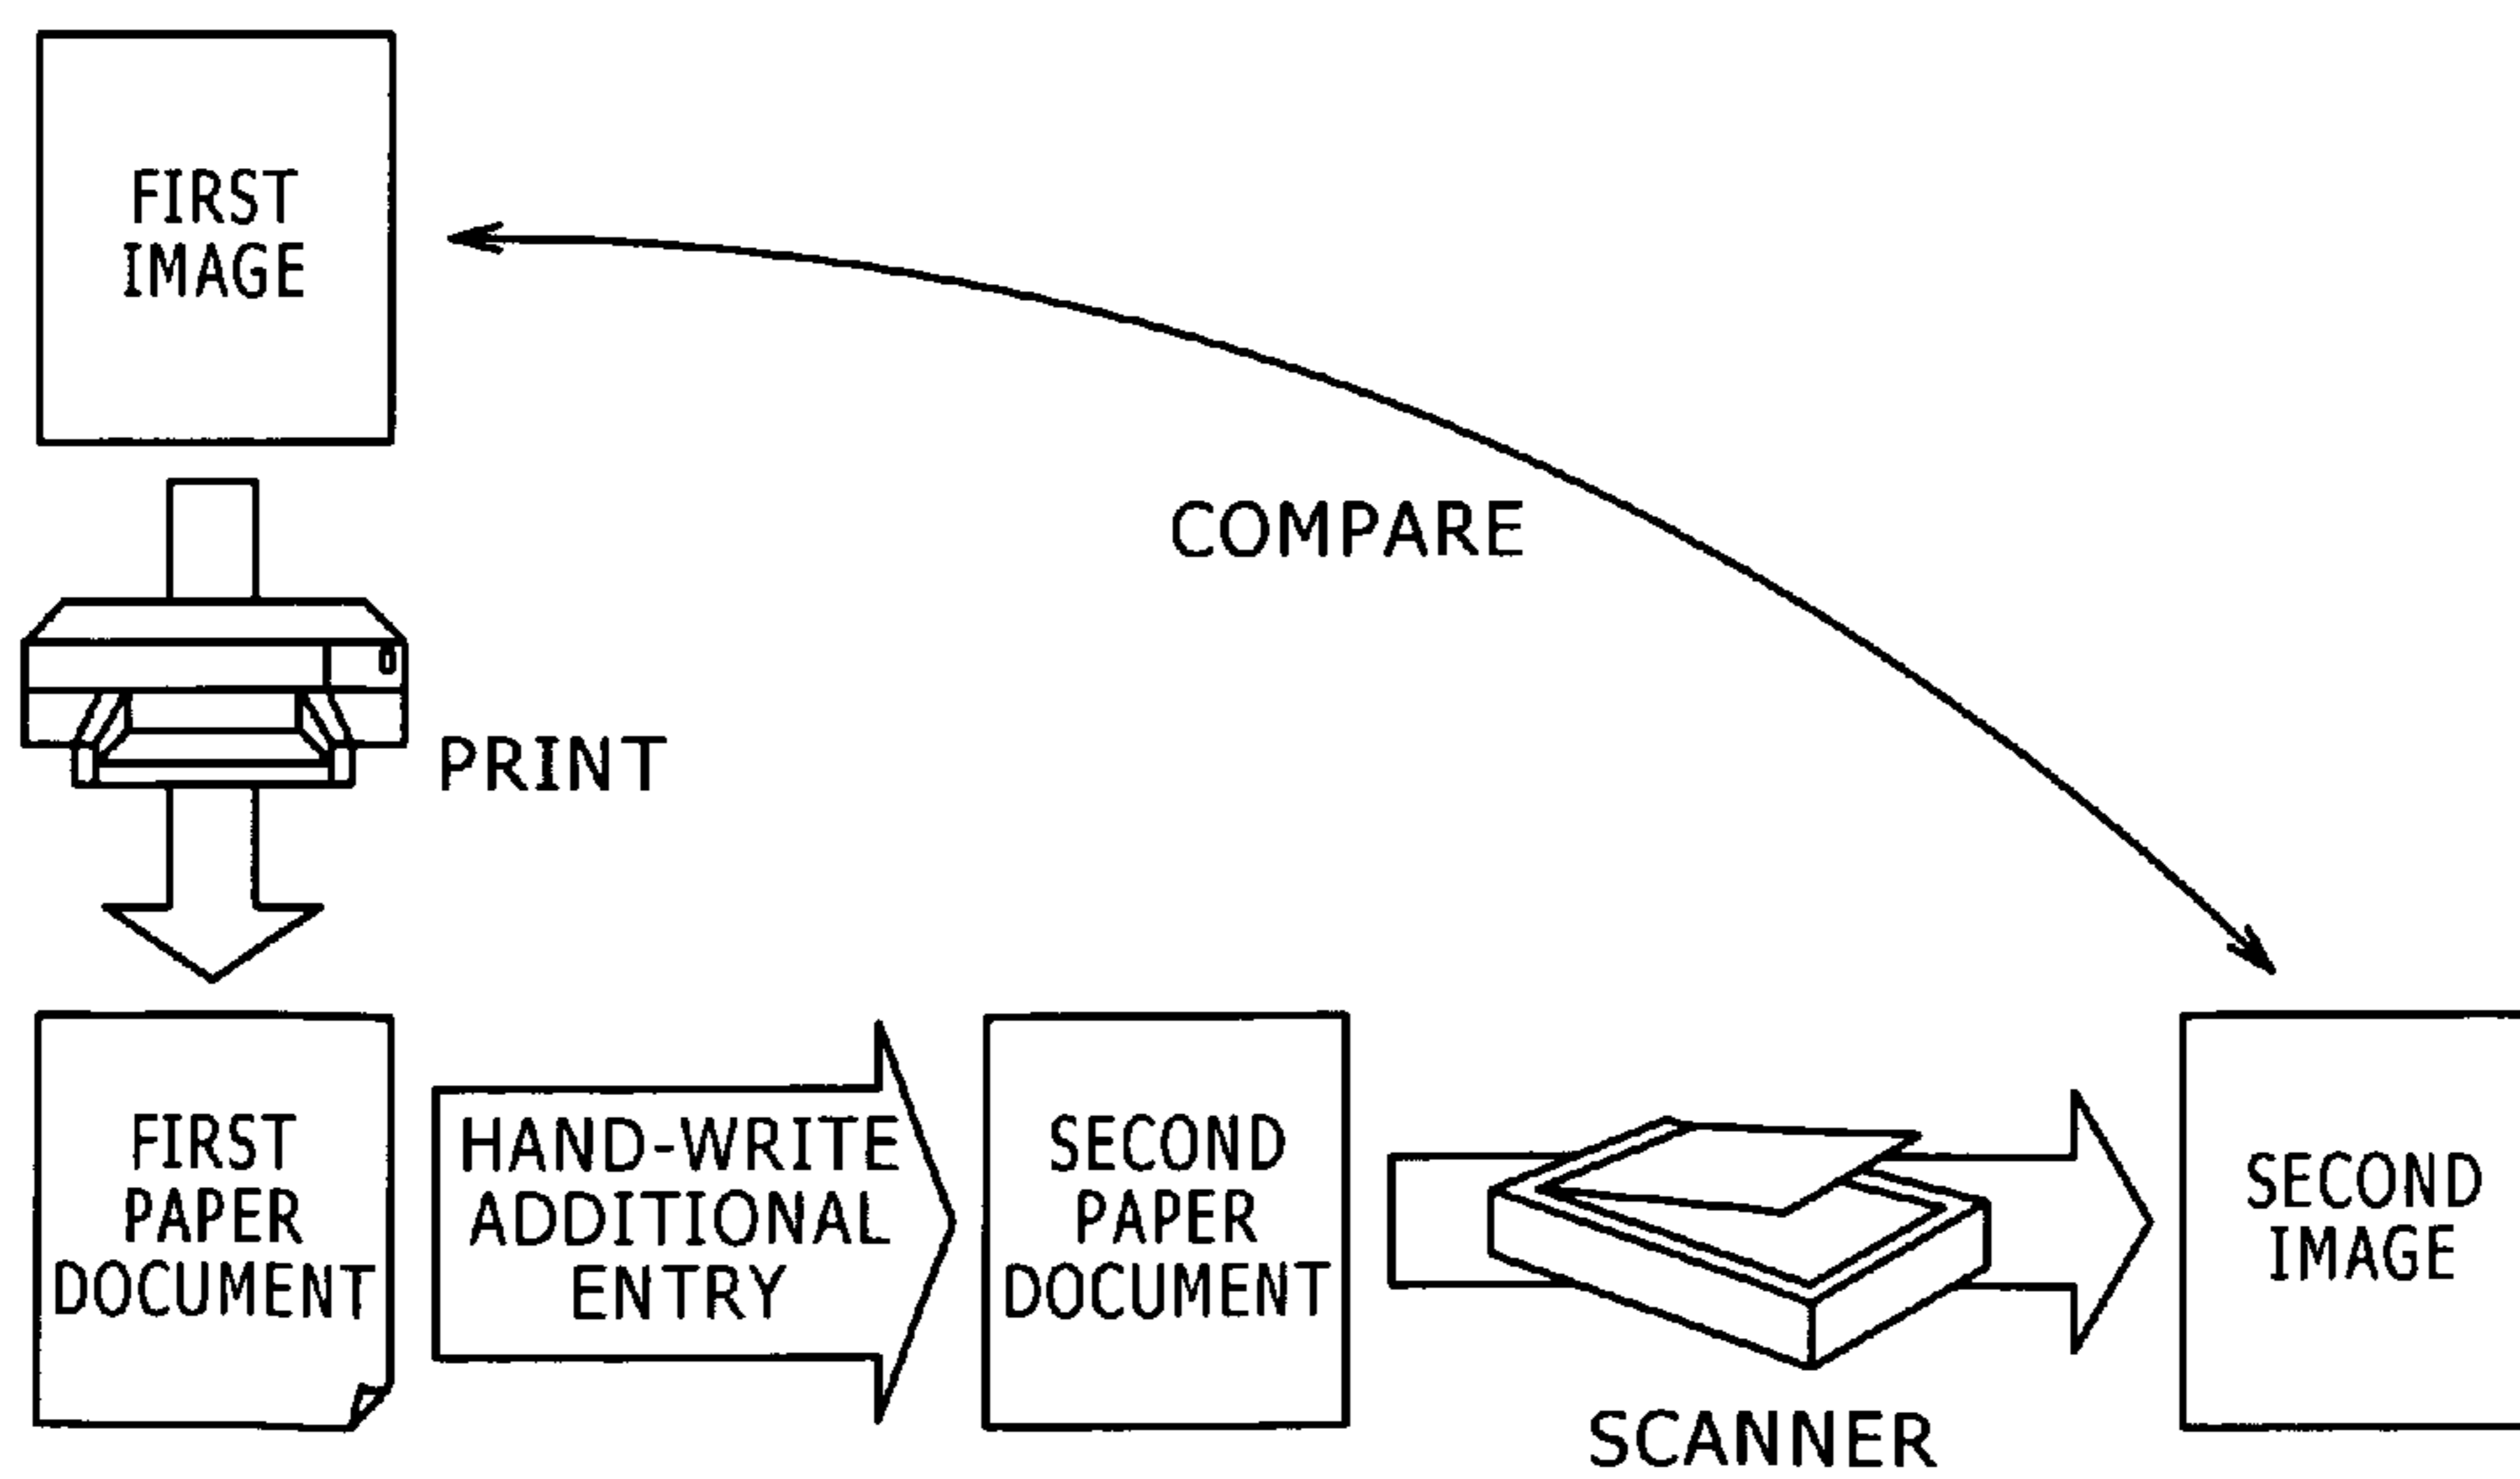 FIRST
IMAGE
COMPARE
PRINT
FIRST
PAPER
DOCUMENT
HAND-WRITE
ADDITIONAL
ENTRY
SECOND
PAPER
DOCUMENT
SCANNER
SECOND
IMAGE